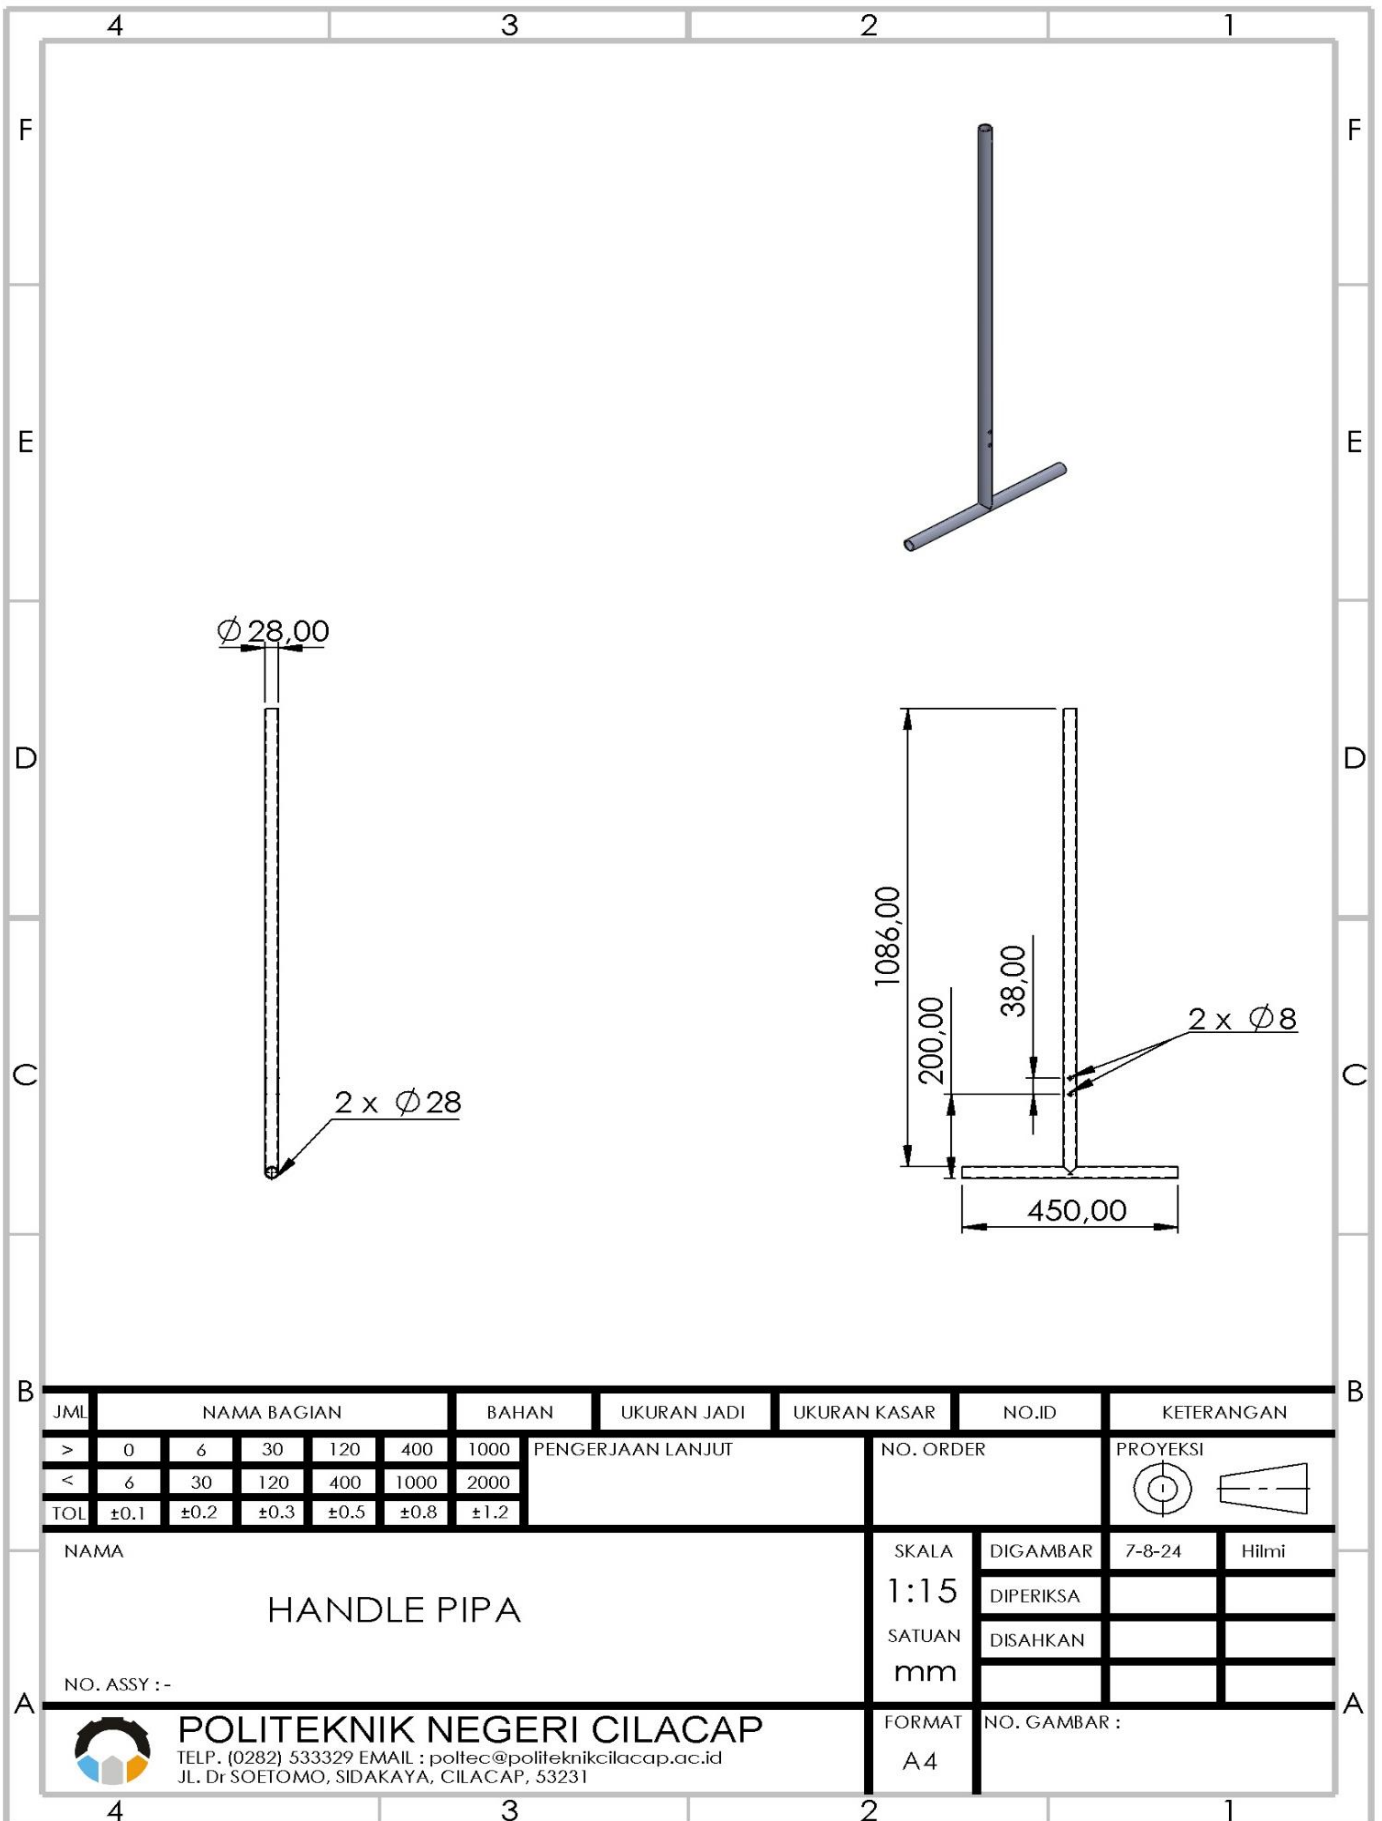 4 3 2 1
F F
E E
Ø28,00
D D
1086,00
38,00
200,00
2 x Ø8
C C
2 x Ø28
450,00
B B
JML NAMA BAGIAN BAHAN UKURAN JADI UKURAN KASAR NO.ID KETERANGAN
> 0 6 30 120 400 1000 PENGERJAAN LANJUT NO. ORDER PROYEKSI
< 6 30 120 400 1000 2000
TOL ±0.1 ±0.2 ±0.3 ±0.5 ±0.8 ±1.2
NAMA SKALA DIGAMBAR 7-8-24 Hilmi
HANDLE PIPA 1:15 DIPERIKSA
SATUAN DISAHKAN
mm
NO. ASSY : -
A A
POLITEKNIK NEGERI CILACAP FORMAT NO. GAMBAR :
TELP. (0282) 533329 EMAIL : poltec@politeknikcilacap.ac.id A4
JL. Dr SOETOMO, SIDAKAYA, CILACAP, 53231
4 3 2 1